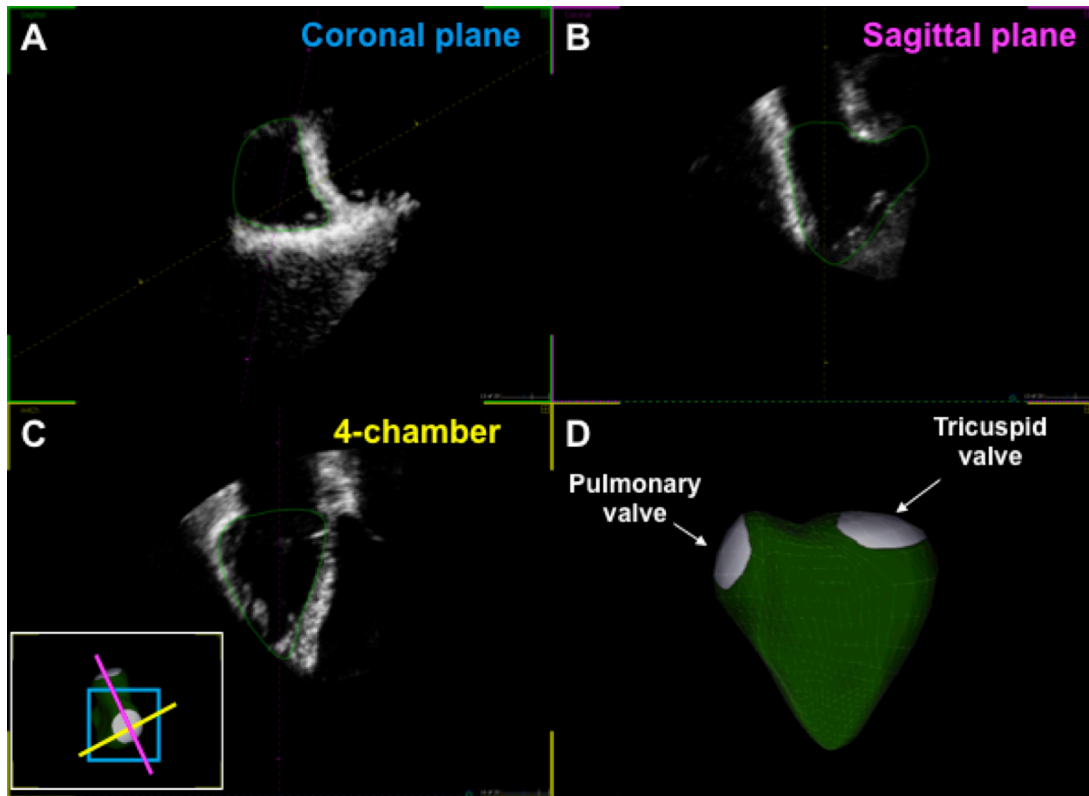 A
Coronal plane
B
Sagittal plane
C
4-chamber
D
Tricuspid
valve
Pulmonary
valve